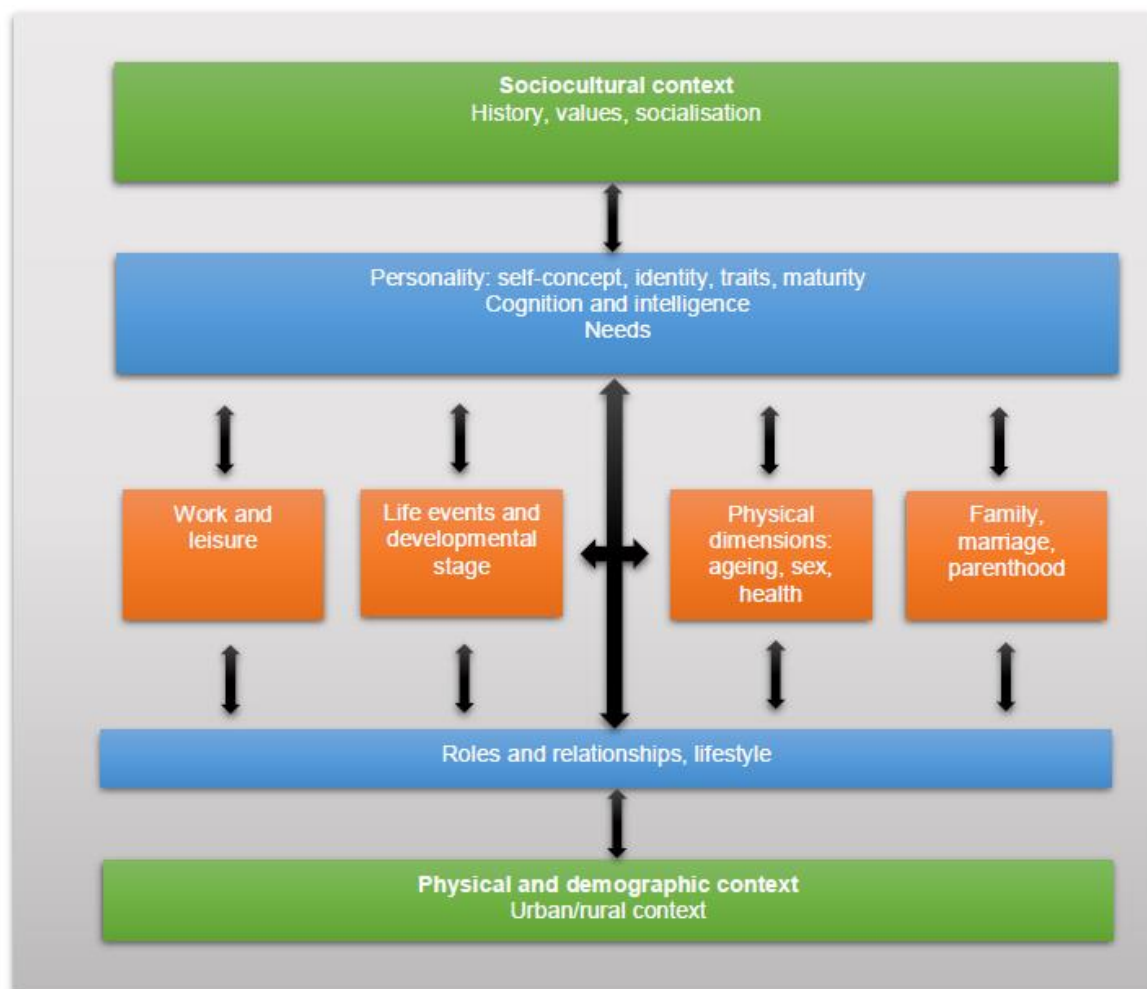 Sociocultural context
History, values, socialisation
Personality: self-concept, identity, traits, maturity
Cognition and intelligence
Needs
Work and
leisure
Life events and
developmental
stage
Physical
dimensions:
ageing, sex,
health
Family,
marriage,
parenthood
Roles and relationships, lifestyle
Physical and demographic context
Urban/rural context